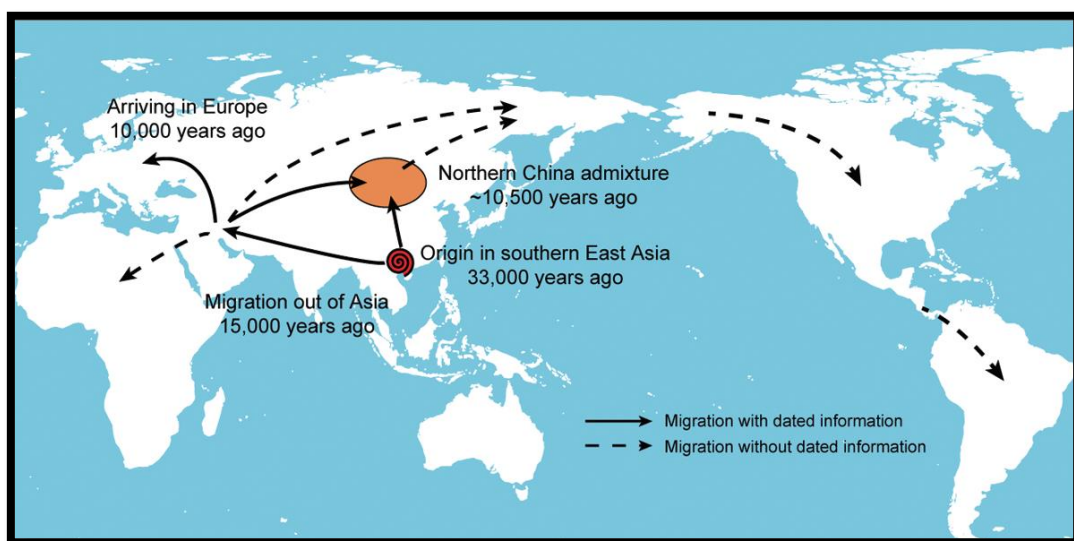 Arriving in Europe
10,000 years ago
Northern China admixture
~10,500 years ago
Origin in southern East Asia
33,000 years ago
Migration out of Asia
15,000 years ago
Migration with dated information
Migration without dated information